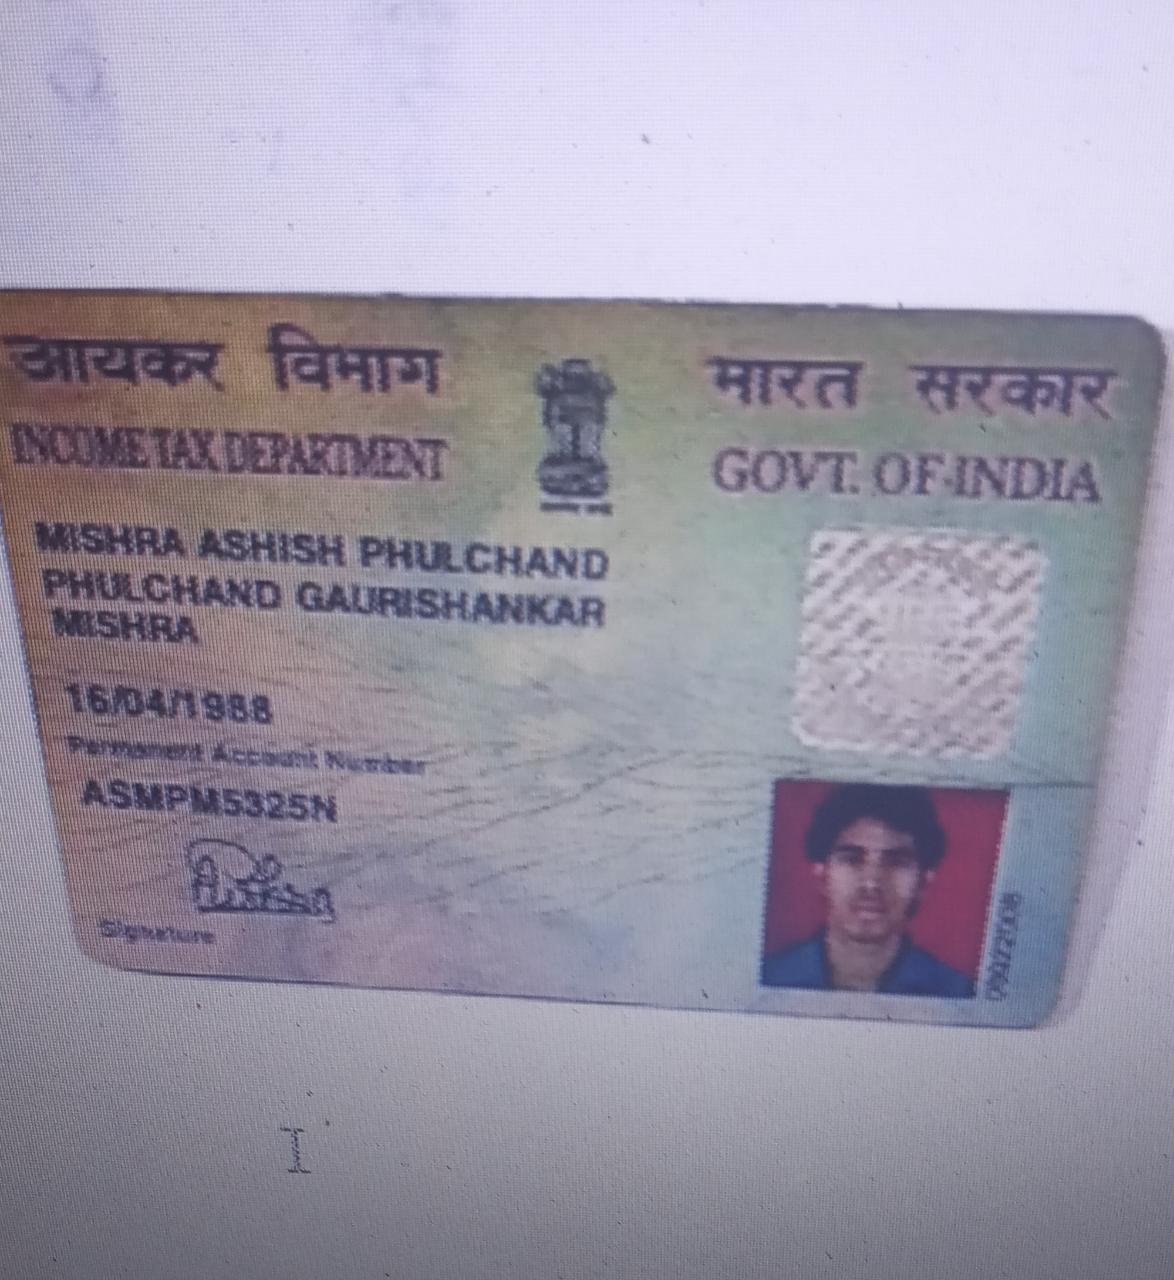 आयकर विभाग
INCOME TAX DEPARTMENT
भारत सरकार
GOVT. OF INDIA
MISHRA ASHISH PHULCHAND
PHULCHAND GAURISHANKAR
MISHRA
16/04/1988
Permanent Account Number
ASMPM5325N
Signature